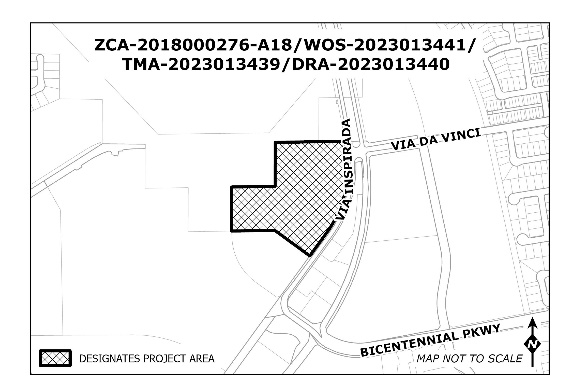 ZCA-2018000276-A18/WOS-2023013441/
TMA-2023013439/DRA-2023013440
VIA DA VINCI
VIA INSPIRADA
BICENTENNIAL PKWY
DESIGNATES PROJECT AREA
MAP NOT TO SCALE
N